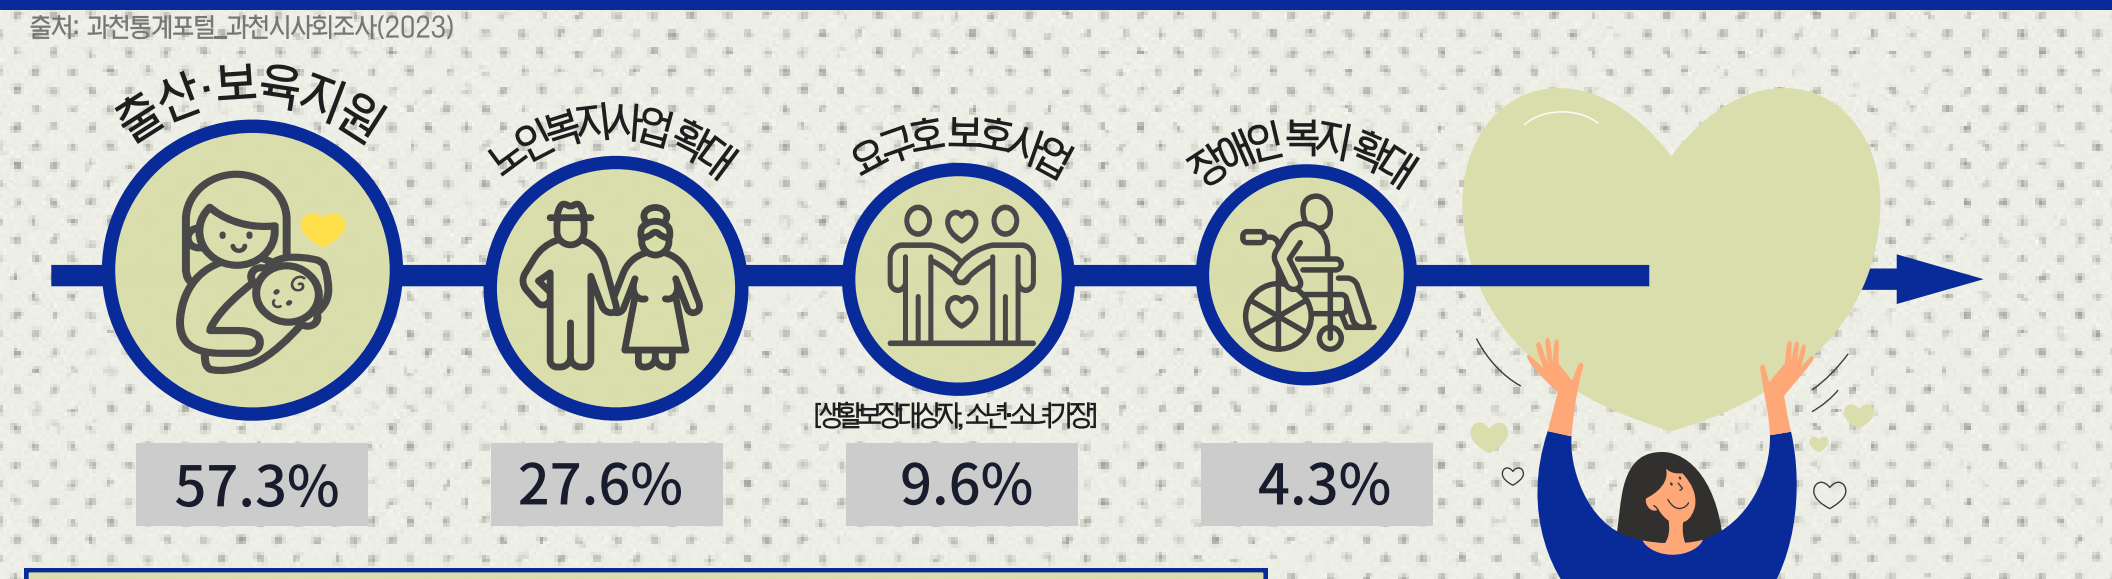 출처: 과천통계포털_과천시사회조사(2023)
출산·보육지원
노인복지사업 확대
요구호 보호사업
장애인 복지 확대
[생활보장대상자, 소년·소녀가장]
57.3%
27.6%
9.6%
4.3%